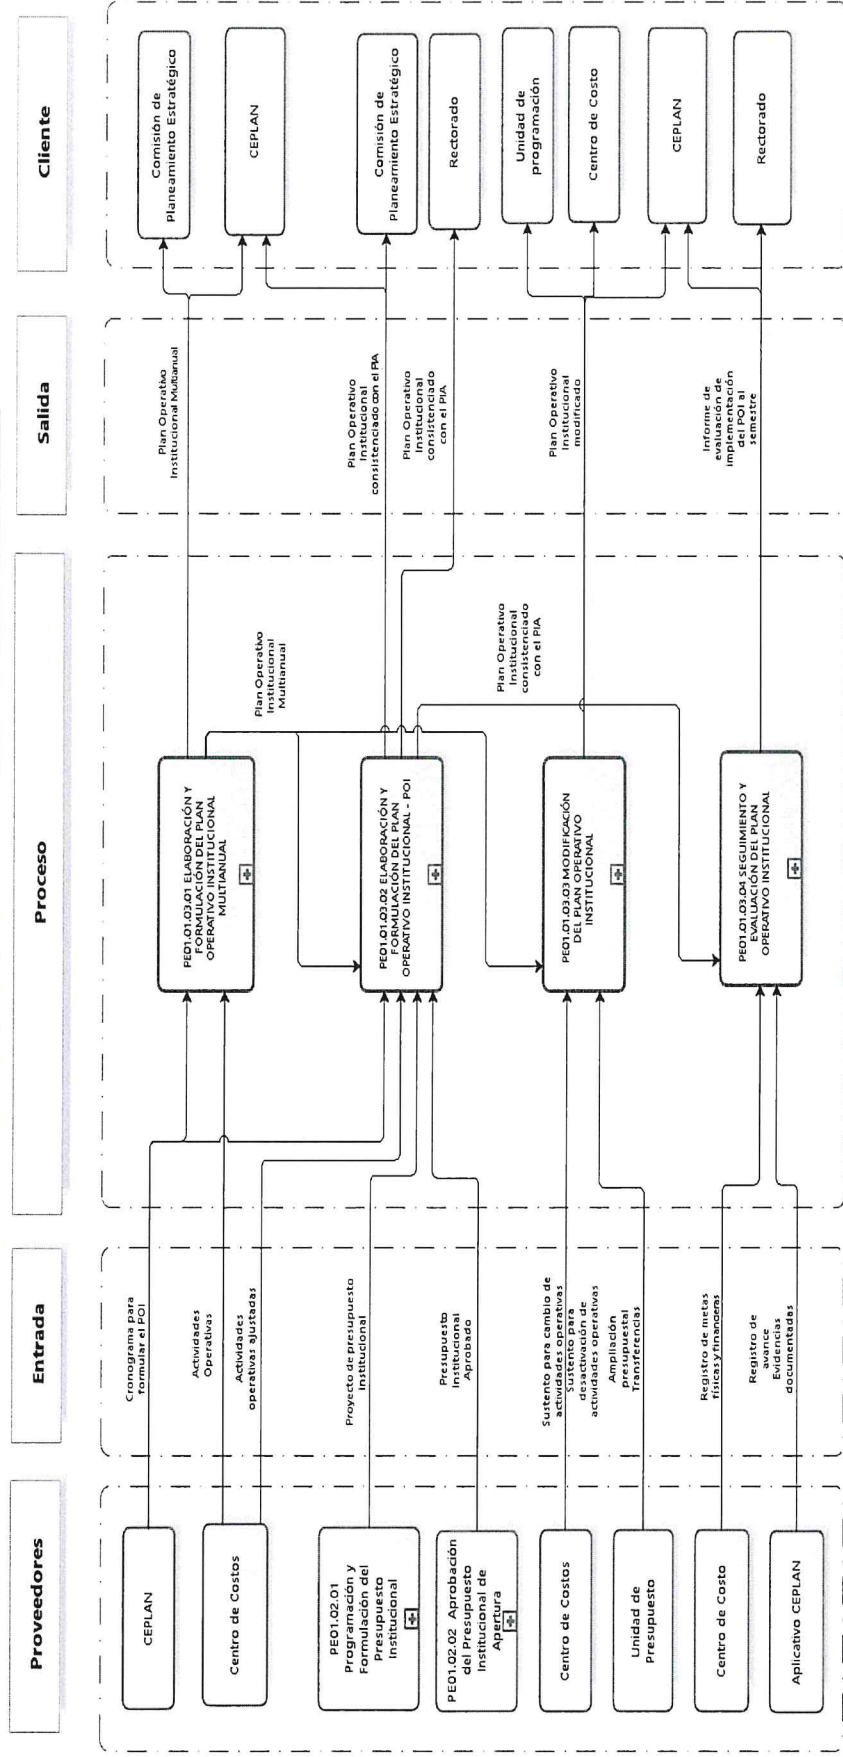 Proveedores
Entrada
Proceso
Salida
Cliente
CEPLAN
Centro de Costos
PE01.02.01
Programación y
Formulación del
Presupuesto
Institucional
PE01.02.02 Aprobación
del Presupuesto
Institucional de
Apertura
Centro de Costos
Unidad de
Presupuesto
Centro de Costo
Aplicativo CEPLAN
Cronograma para
formular el POI
Actividades
Operativas
Actividades
operativas ajustadas
Proyecto de presupuesto
Institucional
Presupuesto
Institucional
Aprobado
Sustento para cambio de
actividades operativas
Sustento para
desactivación de
actividades operativas
Ampliación
presupuestal
Transferencias
Registro de metas
físicas y financieras
Registro de
avance
Evidencias
documentadas
PE01.01.03.01 ELABORACIÓN Y
FORMULACIÓN DEL PLAN
OPERATIVO INSTITUCIONAL
MULTIANUAL
PE01.01.03.02 ELABORACIÓN Y
FORMULACIÓN DEL PLAN
OPERATIVO INSTITUCIONAL - POI
PE01.01.03.03 MODIFICACIÓN
DEL PLAN OPERATIVO
INSTITUCIONAL
PE01.01.03.04 SEGUIMIENTO Y
EVALUACIÓN DEL PLAN
OPERATIVO INSTITUCIONAL
Plan Operativo
Institucional
Multianual
Plan Operativo
Institucional
consistenciado
con el PIA
Plan Operativo
Institucional Multianual
Plan Operativo
Institucional
consistenciado con el PIA
Plan Operativo
Institucional
consistenciado
con el PIA
Plan Operativo
Institucional
modificado
Informe de
evaluación de
implementación
del POI al
semestre
Comisión de
Planeamiento Estratégico
CEPLAN
Comisión de
Planeamiento Estratégico
Rectorado
Unidad de
programación
Centro de Costo
CEPLAN
Rectorado